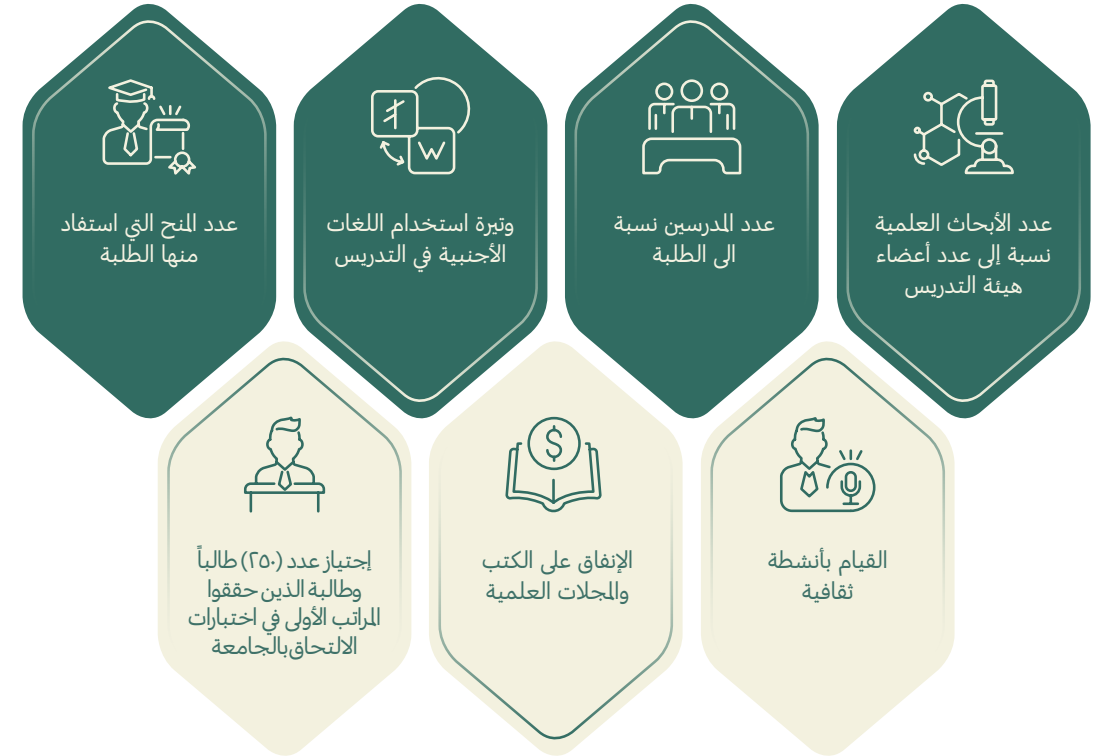 عدد الأبحاث العلمية
نسبة إلى عدد أعضاء
هيئة التدريس
عدد المدرسين نسبة
الى الطلبة
وتيرة استخدام اللغات
الأجنبية في التدريس
عدد المنح التي استفاد
منها الطلبة
القيام بأنشطة
ثقافية
الإنفاق على الكتب
والمجلات العلمية
إجتياز عدد (٢٥٠) طالباً
وطالبة الذين حققوا
المراتب الأولى في اختبارات
الالتحاق بالجامعة